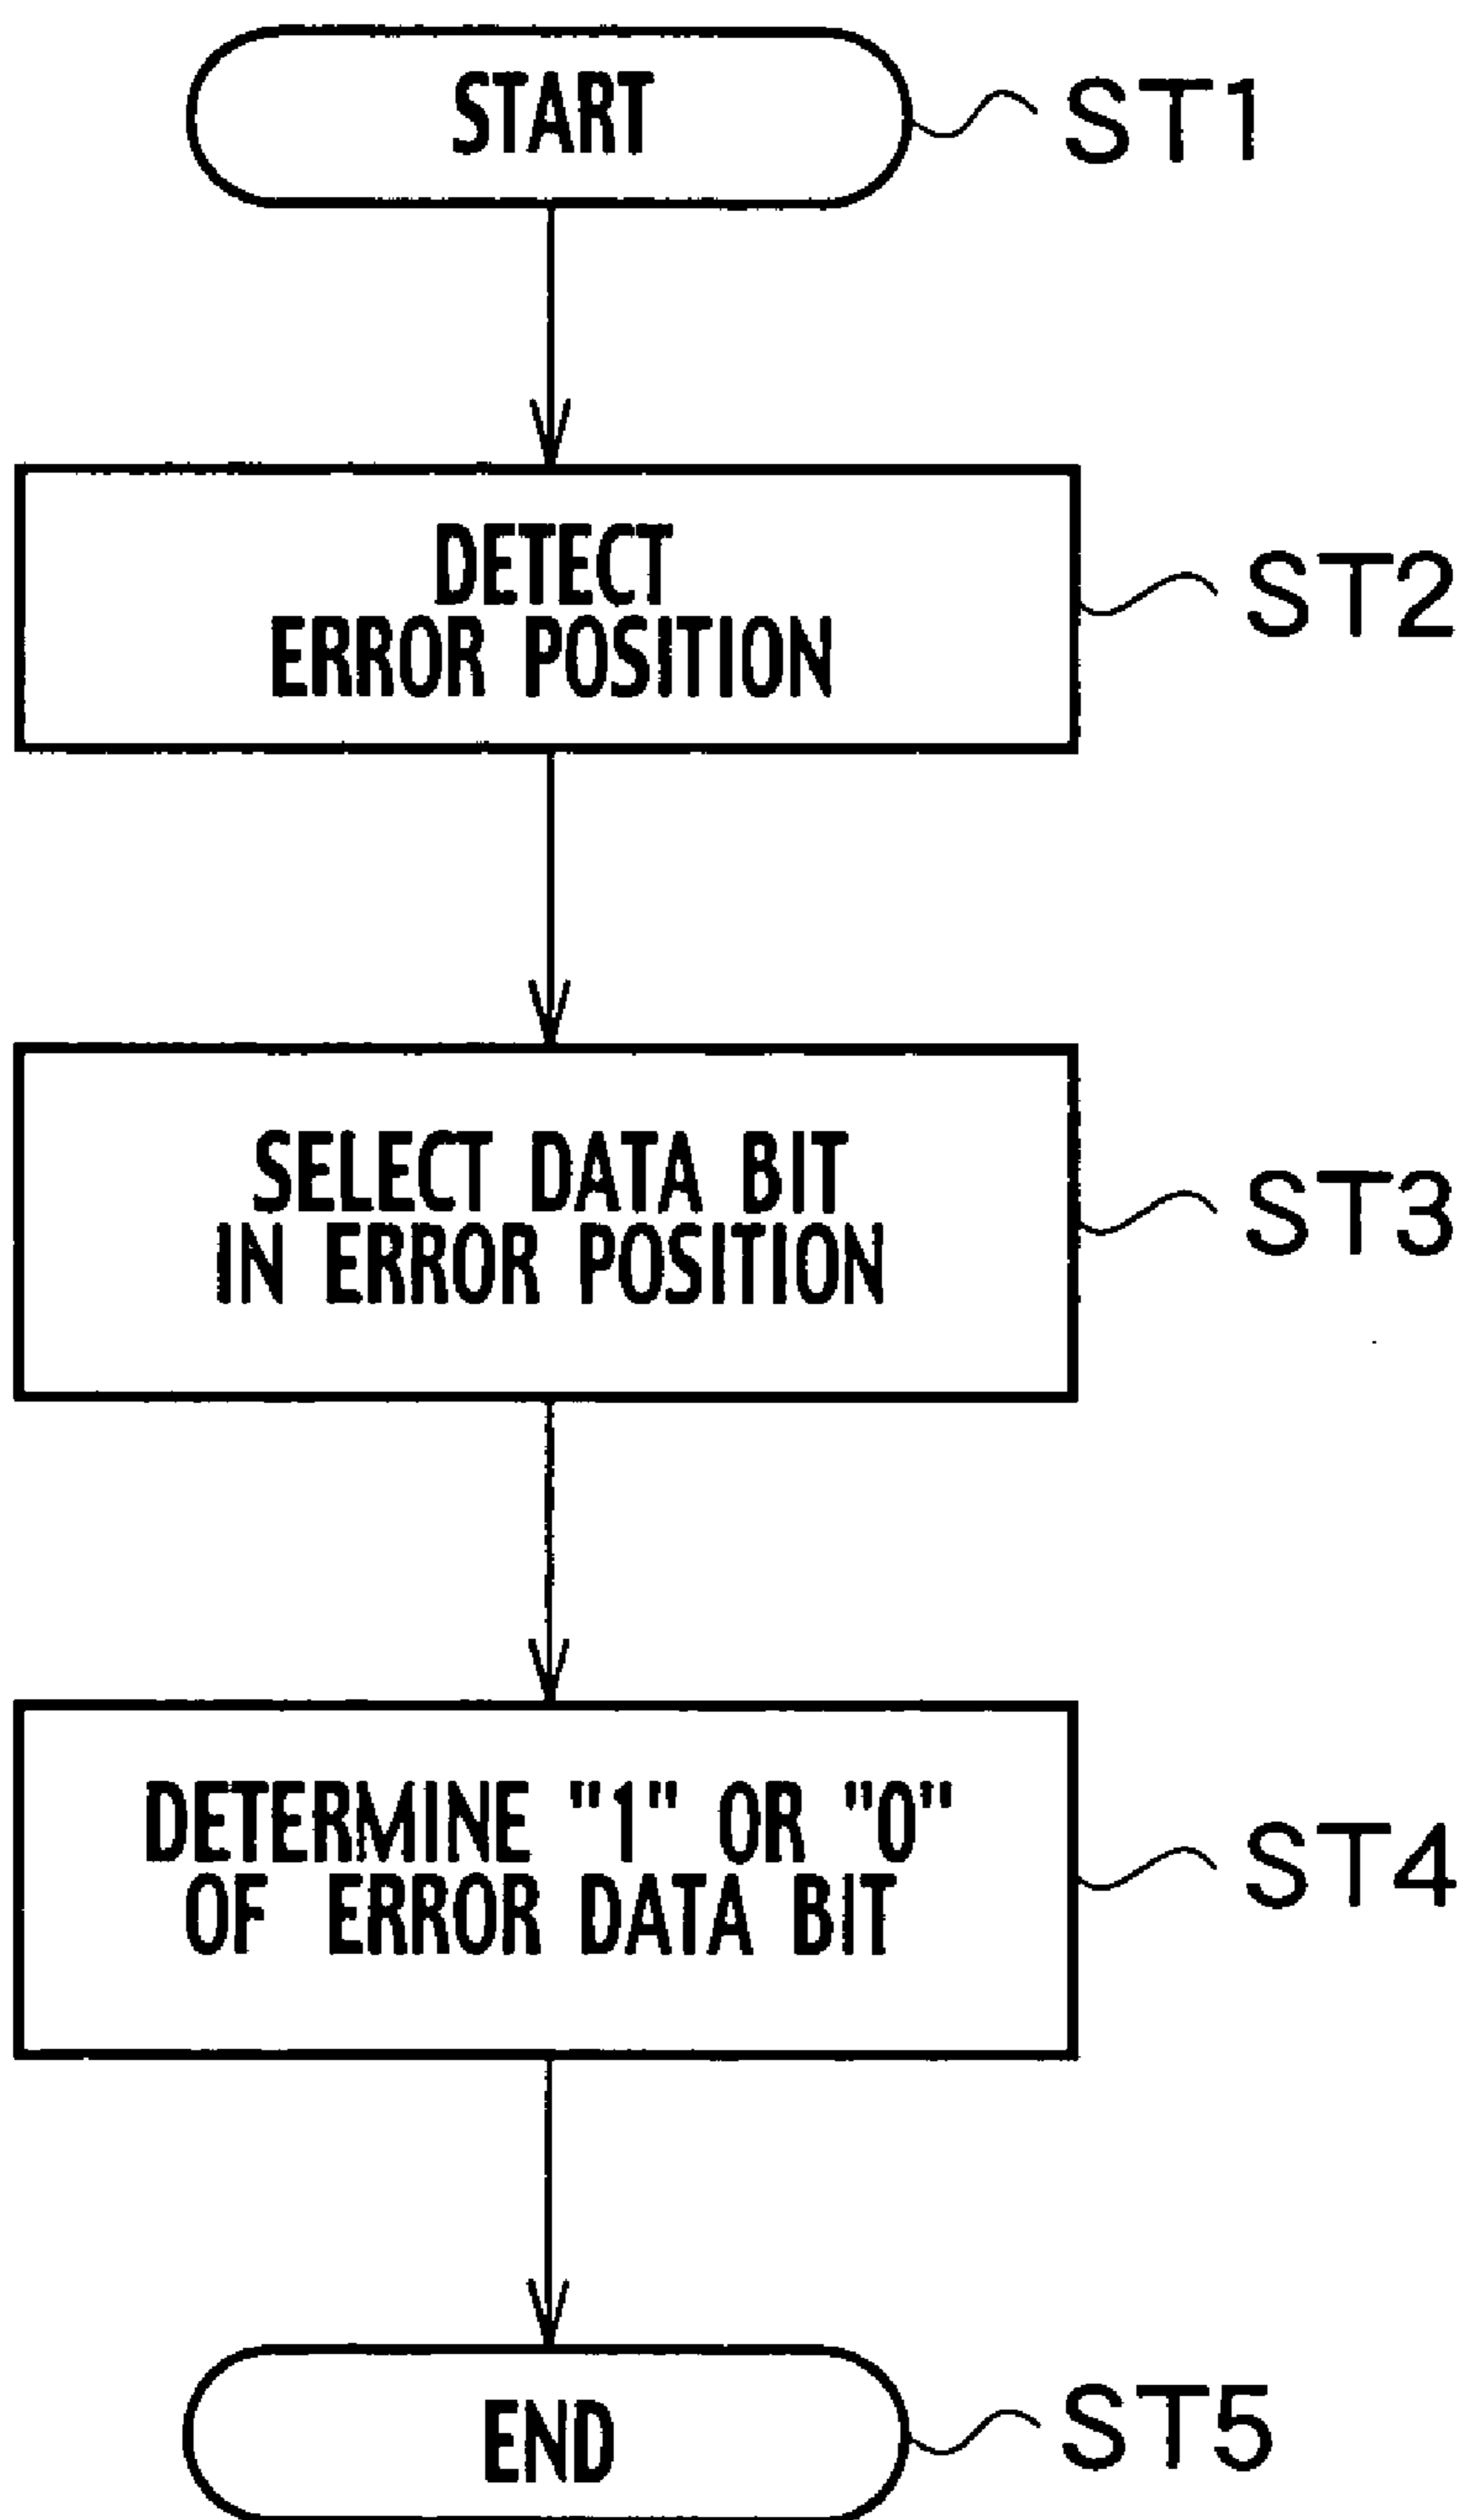 START
ST1
DETECT
ERROR POSITION
ST2
SELECT DATA BIT
IN ERROR POSITION
ST3
DETERMINE "1" OR "0"
OF ERROR DATA BIT
ST4
END
ST5